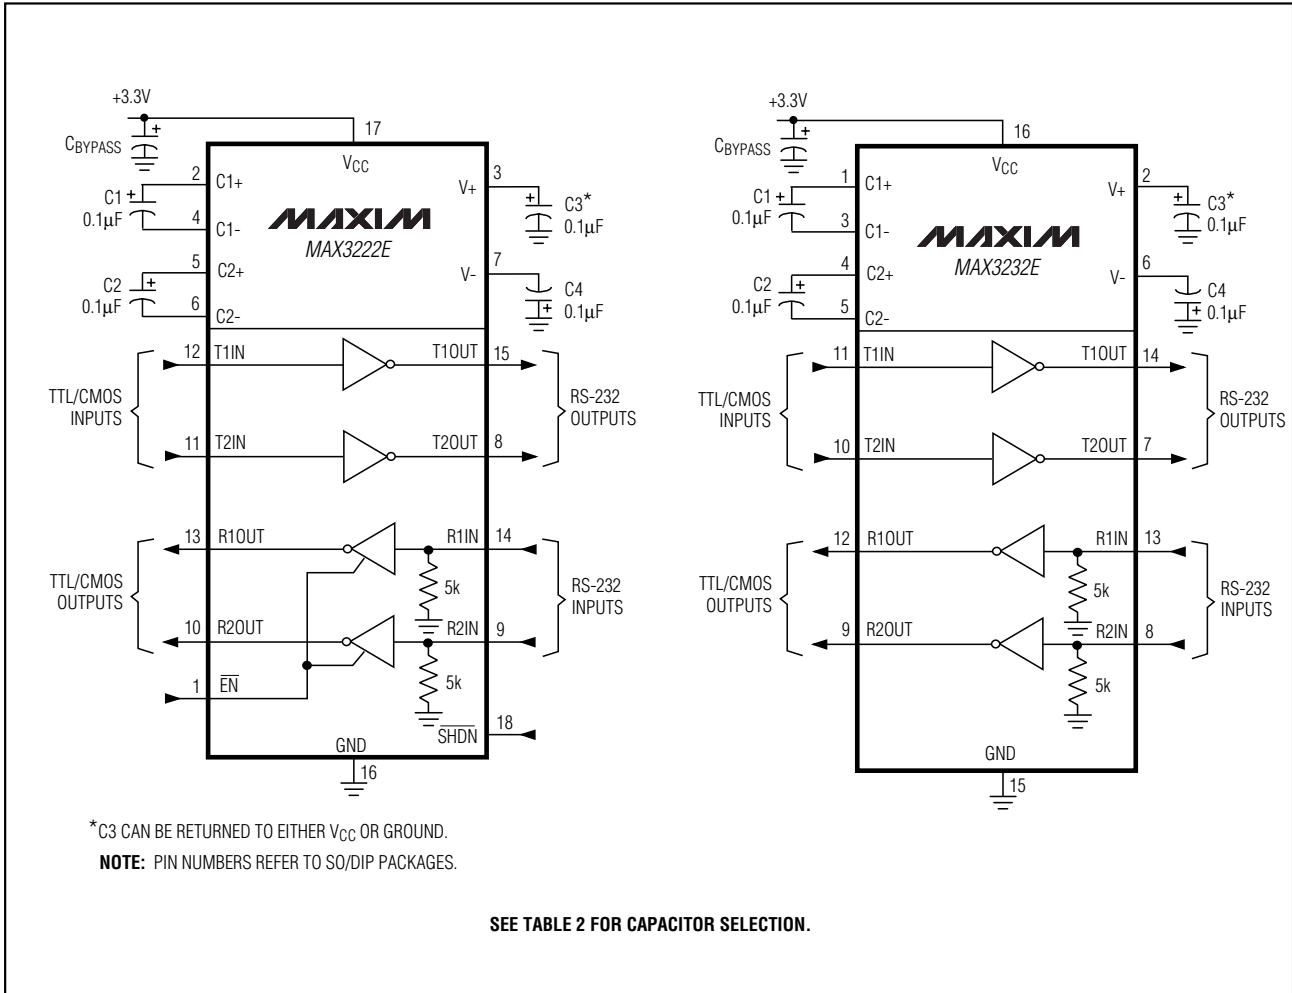 +3.3V
CBYPASS
17
VCC
2
C1+
C1
0.1µF
4
C1-
5
C2+
C2
0.1µF
6
C2-
MAXIM
MAX3222E
3
V+
C3*
0.1µF
7
V-
C4
0.1µF
12
T1IN
T1OUT
15
TTL/CMOS
INPUTS
RS-232
OUTPUTS
11
T2IN
T2OUT
8
13
R1OUT
R1IN
14
5k
TTL/CMOS
OUTPUTS
RS-232
INPUTS
10
R2OUT
R2IN
9
5k
1
EN
18
SHDN
GND
16
+3.3V
CBYPASS
16
VCC
1
C1+
C1
0.1µF
3
C1-
4
C2+
C2
0.1µF
5
C2-
MAXIM
MAX3232E
2
V+
C3*
0.1µF
6
V-
C4
0.1µF
11
T1IN
T1OUT
14
TTL/CMOS
INPUTS
RS-232
OUTPUTS
10
T2IN
T2OUT
7
12
R1OUT
R1IN
13
5k
TTL/CMOS
OUTPUTS
RS-232
INPUTS
9
R2OUT
R2IN
8
5k
GND
15
*C3 CAN BE RETURNED TO EITHER VCC OR GROUND.
NOTE: PIN NUMBERS REFER TO SO/DIP PACKAGES.
SEE TABLE 2 FOR CAPACITOR SELECTION.